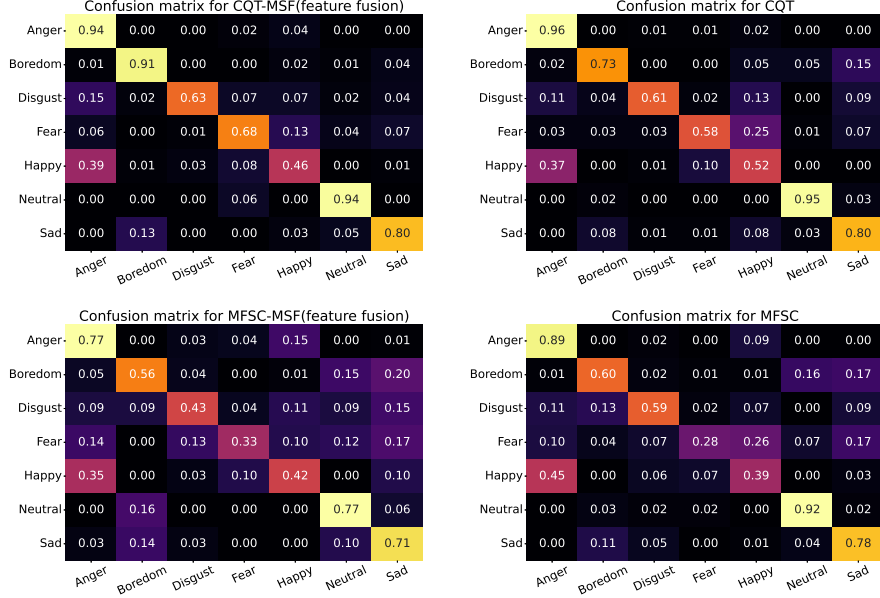 Confusion matrix for CQT-MSF(feature fusion)
Anger 0.94 0.00 0.00 0.02 0.04 0.00 0.00
Boredom 0.01 0.91 0.00 0.00 0.02 0.01 0.04
Disgust 0.15 0.02 0.63 0.07 0.07 0.02 0.04
Fear 0.06 0.00 0.01 0.68 0.13 0.04 0.07
Happy 0.39 0.01 0.03 0.08 0.46 0.00 0.01
Neutral 0.00 0.00 0.00 0.06 0.00 0.94 0.00
Sad 0.00 0.13 0.00 0.00 0.03 0.05 0.80
Anger Boredom Disgust Fear Happy Neutral Sad
Confusion matrix for CQT
Anger 0.96 0.00 0.01 0.01 0.02 0.00 0.00
Boredom 0.02 0.73 0.00 0.00 0.05 0.05 0.15
Disgust 0.11 0.04 0.61 0.02 0.13 0.00 0.09
Fear 0.03 0.03 0.03 0.58 0.25 0.01 0.07
Happy 0.37 0.00 0.01 0.10 0.52 0.00 0.00
Neutral 0.00 0.02 0.00 0.00 0.00 0.95 0.03
Sad 0.00 0.08 0.01 0.01 0.08 0.03 0.80
Anger Boredom Disgust Fear Happy Neutral Sad
Confusion matrix for MFSC-MSF(feature fusion)
Anger 0.77 0.00 0.03 0.04 0.15 0.00 0.01
Boredom 0.05 0.56 0.04 0.00 0.01 0.15 0.20
Disgust 0.09 0.09 0.43 0.04 0.11 0.09 0.15
Fear 0.14 0.00 0.13 0.33 0.10 0.12 0.17
Happy 0.35 0.00 0.03 0.10 0.42 0.00 0.10
Neutral 0.00 0.16 0.00 0.00 0.00 0.77 0.06
Sad 0.03 0.14 0.03 0.00 0.00 0.10 0.71
Anger Boredom Disgust Fear Happy Neutral Sad
Confusion matrix for MFSC
Anger 0.89 0.00 0.02 0.00 0.09 0.00 0.00
Boredom 0.01 0.60 0.02 0.01 0.01 0.16 0.17
Disgust 0.11 0.13 0.59 0.02 0.07 0.00 0.09
Fear 0.10 0.04 0.07 0.28 0.26 0.07 0.17
Happy 0.45 0.00 0.06 0.07 0.39 0.00 0.03
Neutral 0.00 0.03 0.02 0.02 0.00 0.92 0.02
Sad 0.00 0.11 0.05 0.00 0.01 0.04 0.78
Anger Boredom Disgust Fear Happy Neutral Sad